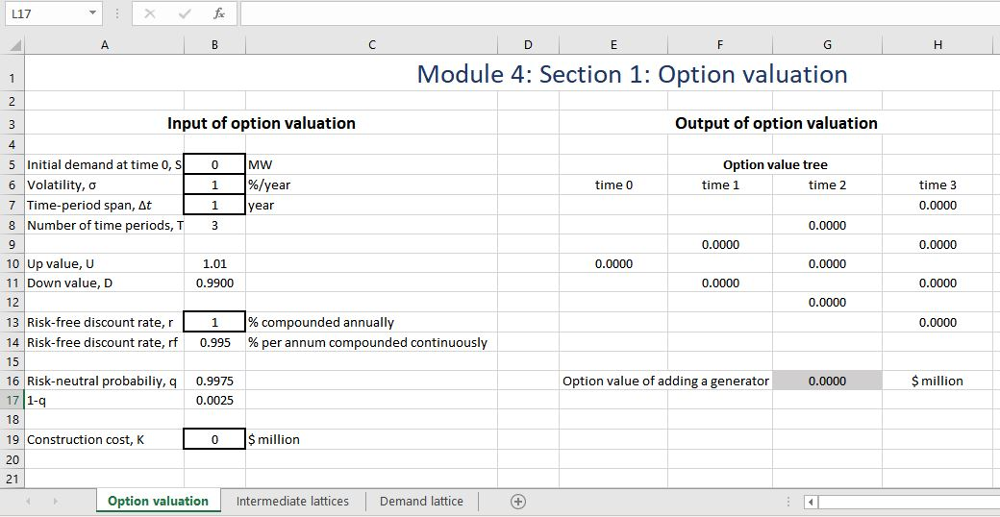 L17
fx
A B C D E F G H
1 Module 4: Section 1: Option valuation
2
3 Input of option valuation Output of option valuation
4
5 Initial demand at time 0, S 0 MW Option value tree
6 Volatility, σ 1 %/year time 0 time 1 time 2 time 3
7 Time-period span, Δt 1 year 0.0000
8 Number of time periods, T 3 0.0000
9 0.0000 0.0000
10 Up value, U 1.01 0.0000 0.0000
11 Down value, D 0.9900 0.0000 0.0000
12 0.0000
13 Risk-free discount rate, r 1 % compounded annually 0.0000
14 Risk-free discount rate, rf 0.995 % per annum compounded continuously
15
16 Risk-neutral probabiliy, q 0.9975 Option value of adding a generator 0.0000 $ million
17 1-q 0.0025
18
19 Construction cost, K 0 $ million
20
21
Option valuation Intermediate lattices Demand lattice